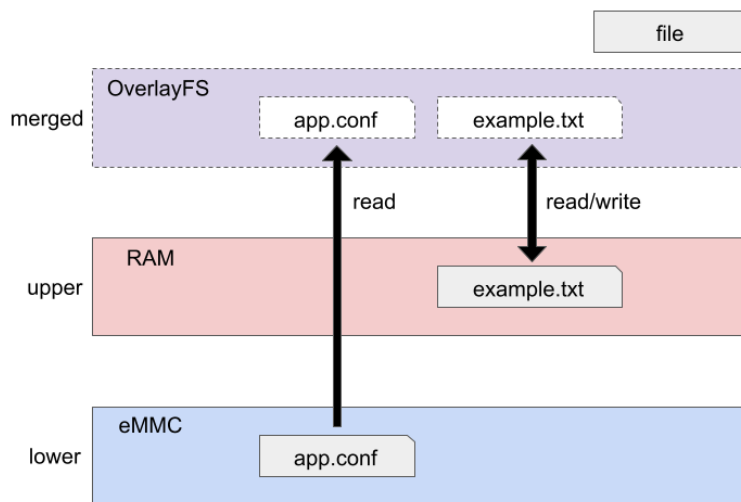 file
OverlayFS
merged
app.conf
example.txt
read
read/write
RAM
upper
example.txt
eMMC
lower
app.conf